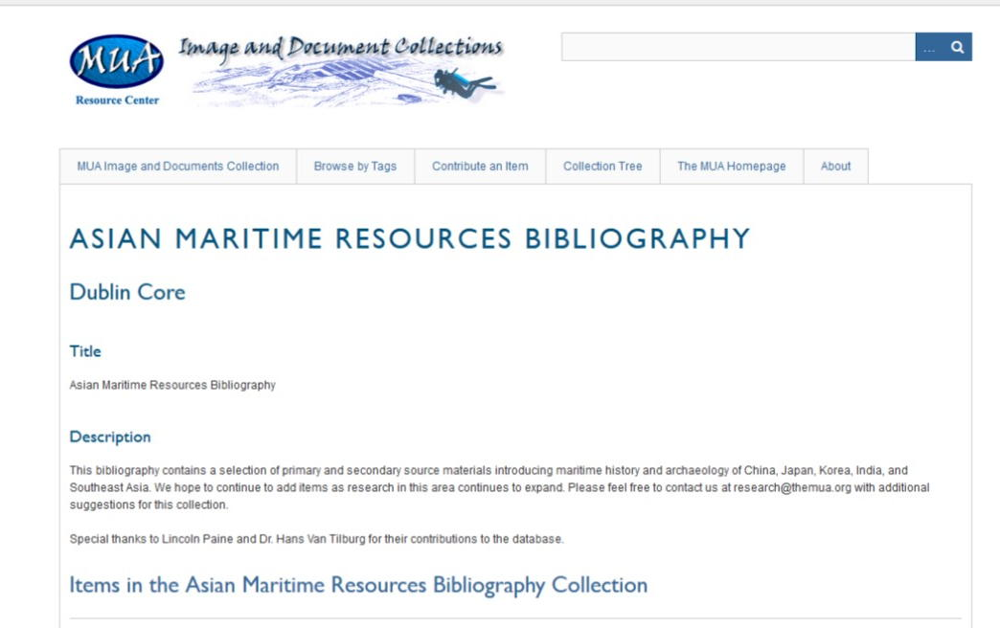 MUA
Resource Center
Image and Document Collections
...
MUA Image and Documents Collection
Browse by Tags
Contribute an Item
Collection Tree
The MUA Homepage
About
ASIAN MARITIME RESOURCES BIBLIOGRAPHY
Dublin Core
Title
Asian Maritime Resources Bibliography
Description
This bibliography contains a selection of primary and secondary source materials introducing maritime history and archaeology of China, Japan, Korea, India, and
Southeast Asia. We hope to continue to add items as research in this area continues to expand. Please feel free to contact us at research@themua.org with additional
suggestions for this collection.
Special thanks to Lincoln Paine and Dr. Hans Van Tilburg for their contributions to the database.
Items in the Asian Maritime Resources Bibliography Collection